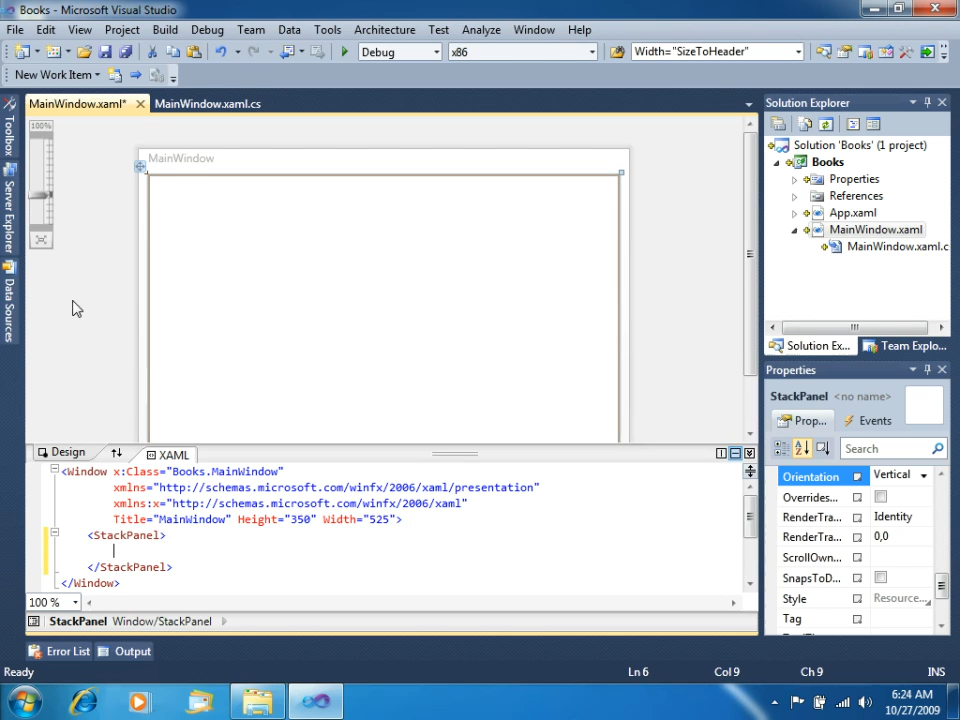 Books - Microsoft Visual Studio
File Edit View Project Build Debug Team Data Tools Architecture Test Analyze Window Help
Debug x86 Width="SizeToHeader"
New Work Item
MainWindow.xaml* MainWindow.xaml.cs
Toolbox
Server Explorer
Data Sources
100%
MainWindow
Design XAML
<Window x:Class="Books.MainWindow"
xmlns="http://schemas.microsoft.com/winfx/2006/xaml/presentation"
xmlns:x="http://schemas.microsoft.com/winfx/2006/xaml"
Title="MainWindow" Height="350" Width="525">
<StackPanel>
</StackPanel>
</Window>
100 %
StackPanel Window/StackPanel
Solution Explorer
Solution 'Books' (1 project)
Books
Properties
References
App.xaml
MainWindow.xaml
MainWindow.xaml.c
Solution Ex... Team Explo...
Properties
StackPanel <no name>
Prop... Events
Search
Orientation Vertical
Overrides...
RenderTra... Identity
RenderTra... 0,0
ScrollOwn...
SnapsToD...
Style Resource...
Tag
Error List Output
Ready Ln 6 Col 9 Ch 9 INS
6:24 AM
10/27/2009